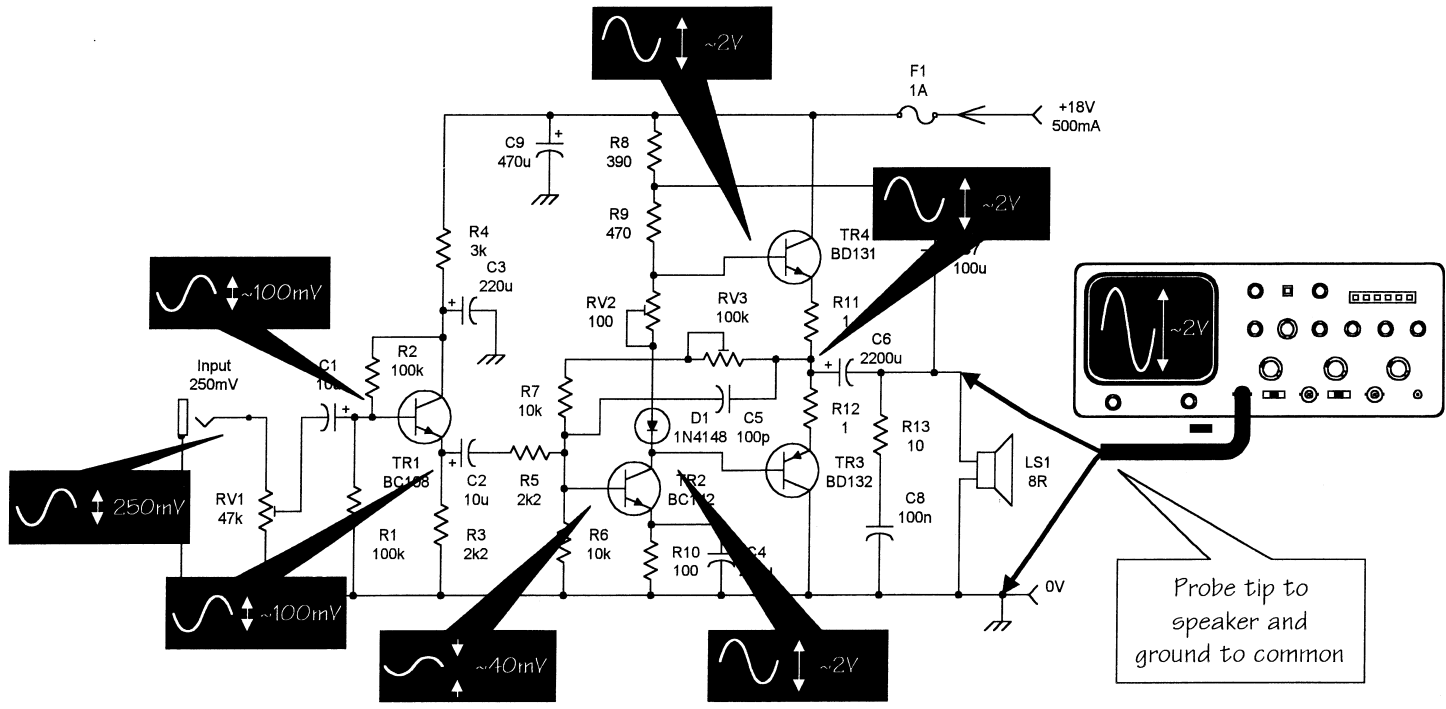 ~2V
F1
1A
+18V
500mA
C9
470u
R8
390
~2V
R9
470
R4
3k
TR4
BD131
100u
C3
220u
~100mV
RV2
100
RV3
100k
R11
1
~2V
C6
2200u
R2
100k
Input
250mV
C1
R7
10k
D1
1N4148
C5
100p
R12
1
R13
10
TR1
C2
10u
R5
2k2
TR2
TR3
BD132
LS1
8R
250mV
RV1
47k
C8
100n
R1
100k
R3
2k2
R6
10k
R10
100
0V
~100mV
~40mV
~2V
Probe tip to
speaker and
ground to common